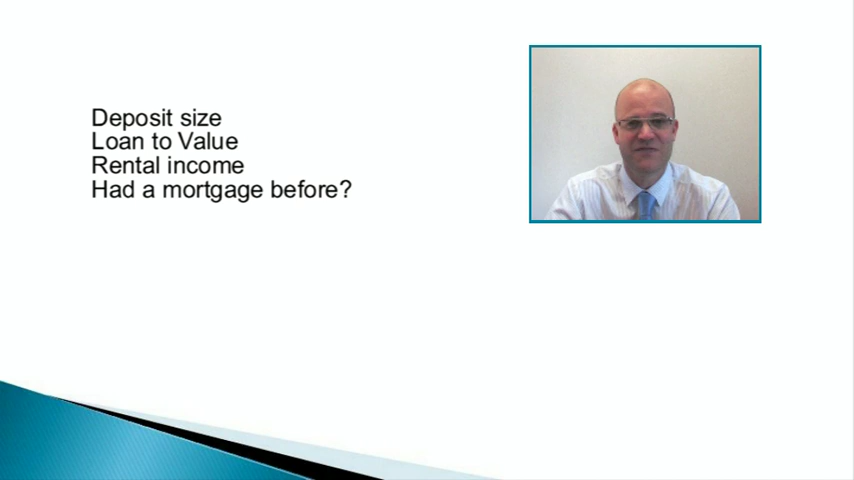 Deposit size
Loan to Value
Rental income
Had a mortgage before?